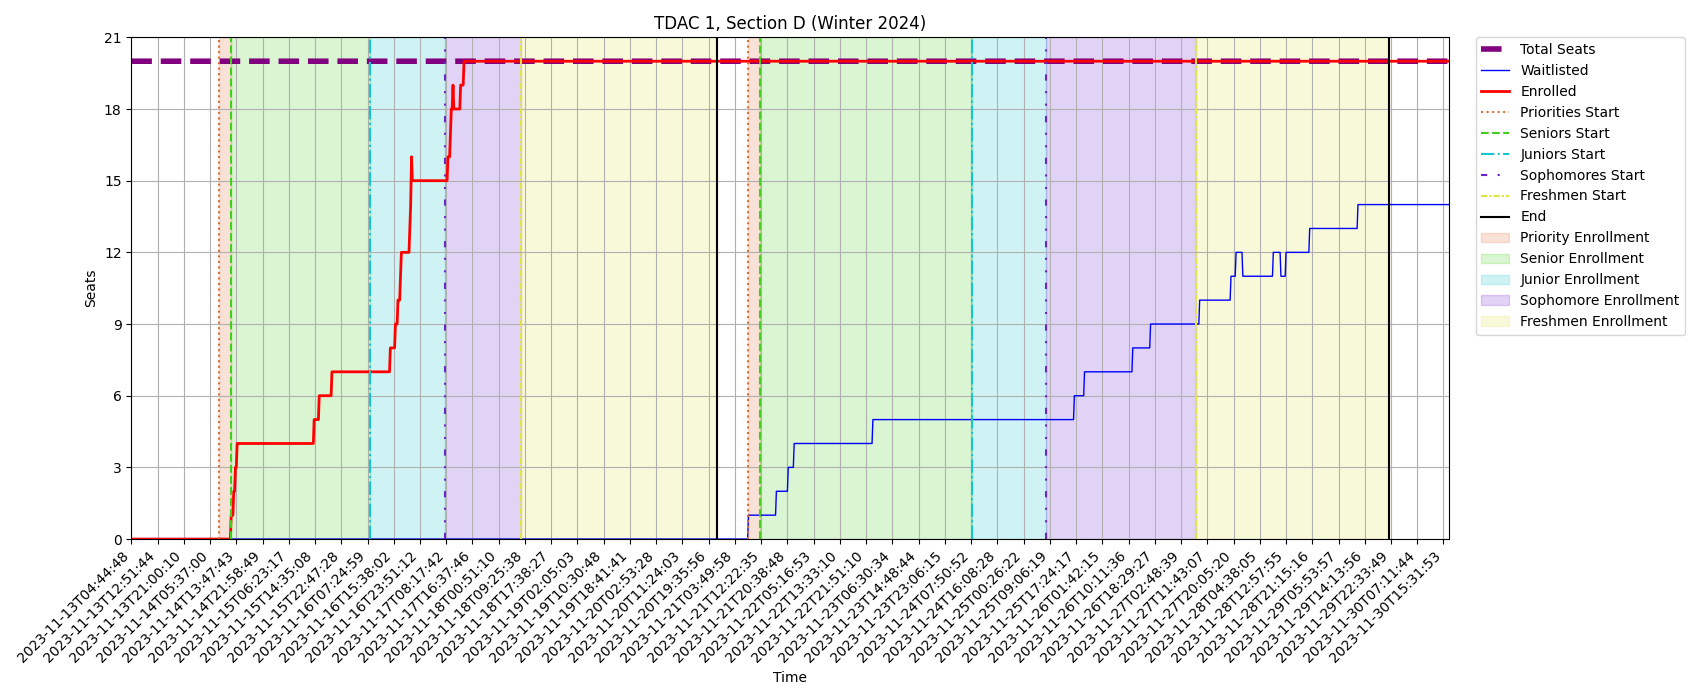 TDAC 1, Section D (Winter 2024)
21
18
15
12
9
6
3
0
Seats
2023-11-13T04:44:48
2023-11-13T12:51:44
2023-11-13T21:00:10
2023-11-14T05:37:00
2023-11-14T13:47:43
2023-11-14T21:58:49
2023-11-15T06:23:17
2023-11-15T14:35:08
2023-11-15T22:47:28
2023-11-16T07:24:59
2023-11-16T15:38:02
2023-11-16T23:51:12
2023-11-17T08:17:42
2023-11-17T16:37:46
2023-11-18T00:51:10
2023-11-18T09:25:38
2023-11-18T17:38:27
2023-11-19T02:05:03
2023-11-19T10:30:48
2023-11-19T18:41:41
2023-11-20T02:53:28
2023-11-20T11:24:03
2023-11-20T19:35:56
2023-11-21T03:49:58
2023-11-21T12:22:35
2023-11-21T20:38:48
2023-11-22T05:16:53
2023-11-22T13:33:10
2023-11-22T21:51:10
2023-11-23T06:30:34
2023-11-23T14:48:44
2023-11-23T23:06:15
2023-11-24T07:50:52
2023-11-24T16:08:28
2023-11-25T00:26:22
2023-11-25T09:06:19
2023-11-25T17:24:17
2023-11-26T01:42:15
2023-11-26T10:11:36
2023-11-26T18:29:27
2023-11-27T02:48:39
2023-11-27T11:43:07
2023-11-27T20:05:20
2023-11-28T04:38:05
2023-11-28T12:57:55
2023-11-28T21:15:16
2023-11-29T05:53:57
2023-11-29T14:13:56
2023-11-29T22:33:49
2023-11-30T07:11:44
2023-11-30T15:31:53
Time
Total Seats
Waitlisted
Enrolled
Priorities Start
Seniors Start
Juniors Start
Sophomores Start
Freshmen Start
End
Priority Enrollment
Senior Enrollment
Junior Enrollment
Sophomore Enrollment
Freshmen Enrollment